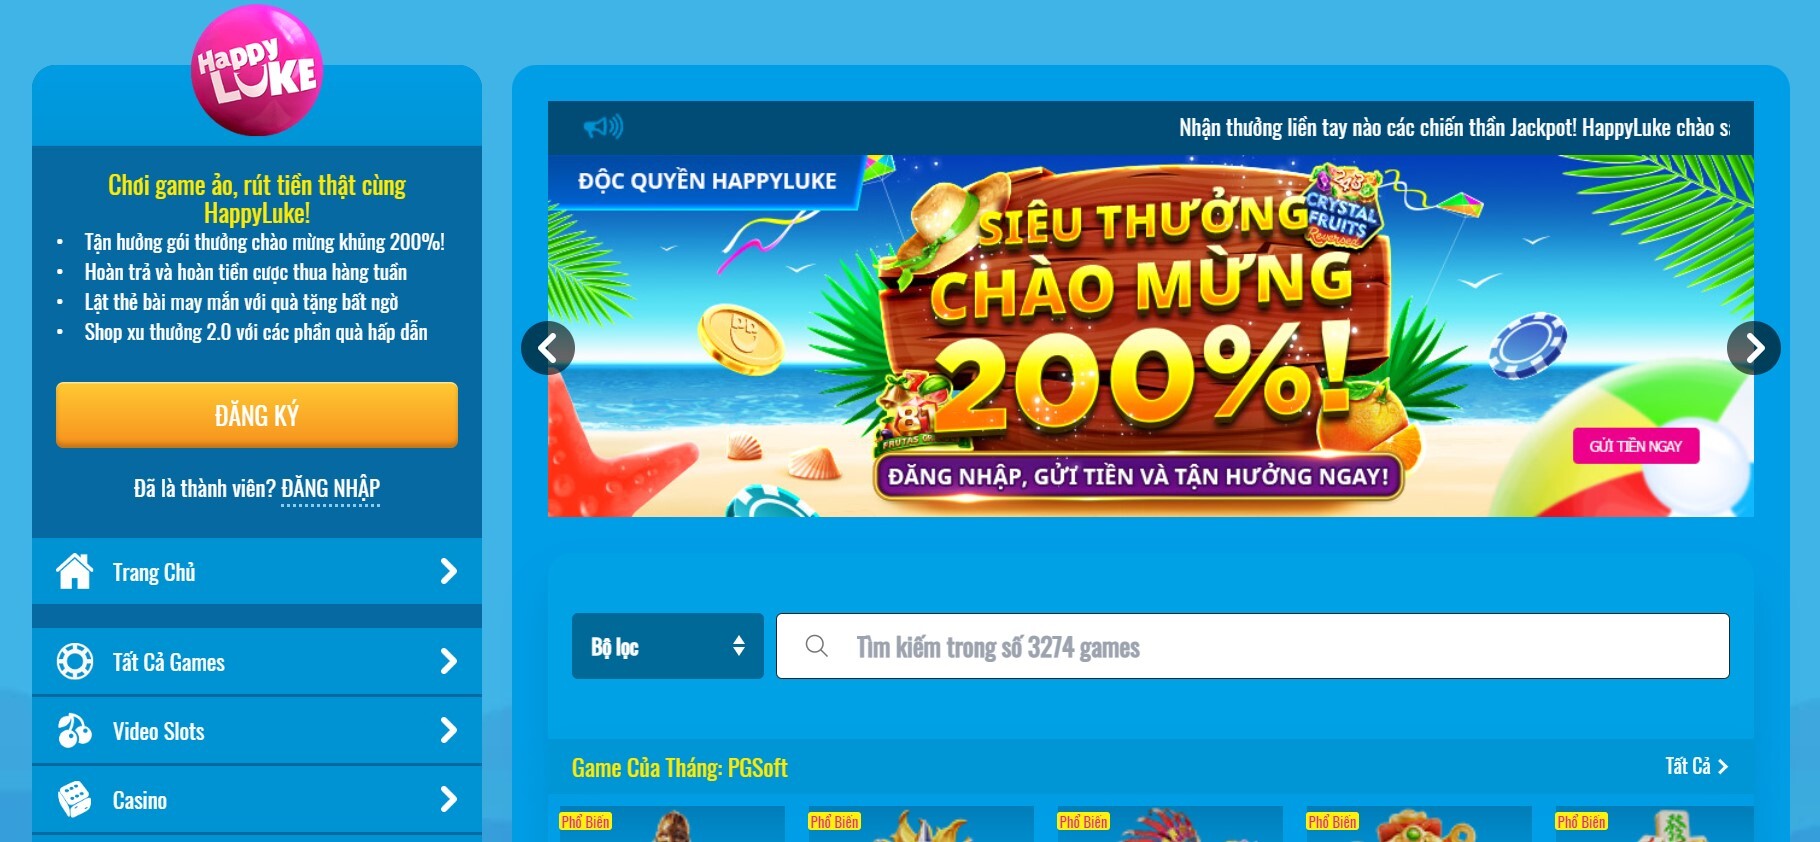 Happy
LUKE
Chơi game ảo, rút tiền thật cùng
HappyLuke!
• Tận hưởng gói thưởng chào mừng khủng 200%!
• Hoàn trả và hoàn tiền cược thua hàng tuần
• Lật thẻ bài may mắn với quà tặng bất ngờ
• Shop xu thưởng 2.0 với các phần quà hấp dẫn
ĐĂNG KÝ
Đã là thành viên? ĐĂNG NHẬP
Trang Chủ
Tất Cả Games
Video Slots
Casino
Nhận thưởng liền tay nào các chiến thần Jackpot! HappyLuke chào
ĐỘC QUYỀN HAPPYLUKE
SIÊU THƯỞNG
243
CRYSTAL
FRUITS
Reversed
CHÀO MỪNG
200%!
81
FRUTAS
ĐĂNG NHẬP, GỬI TIỀN VÀ TẬN HƯỞNG NGAY!
GỬI TIỀN NGAY
Bộ lọc
Tìm kiếm trong số 3274 games
Game Của Tháng: PGSoft
Tất Cả
Phổ Biến
Phổ Biến
Phổ Biến
Phổ Biến
Phổ Biến
發